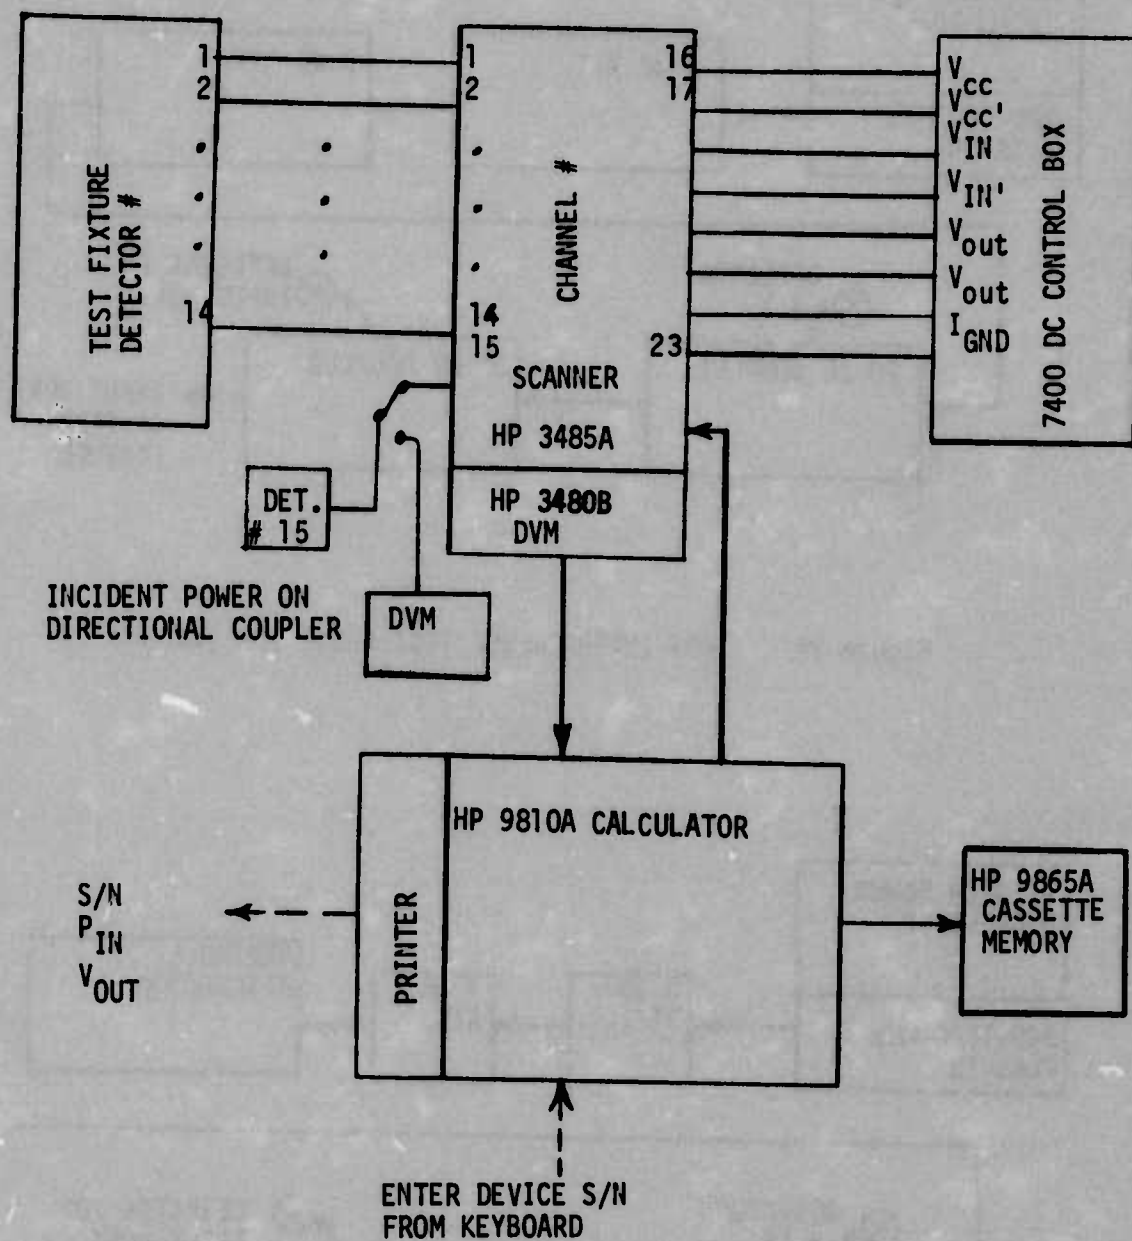 1
2
14
TEST FIXTURE
DETECTOR #
1
2
14
15
CHANNEL #
16
17
23
SCANNER
HP 3485A
HP 3480B
DVM
VCC
VCC'
VIN
VIN'
Vout
Vout
IGND
7400 DC CONTROL BOX
DET.
# 15
INCIDENT POWER ON
DIRECTIONAL COUPLER
DVM
HP 9810A CALCULATOR
PRINTER
S/N
PIN
VOUT
HP 9865A
CASSETTE
MEMORY
ENTER DEVICE S/N
FROM KEYBOARD